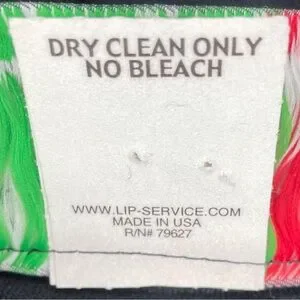 DRY CLEAN ONLY
NO BLEACH
WWW.LIP-SERVICE.COM
MADE IN USA
R/N# 79627